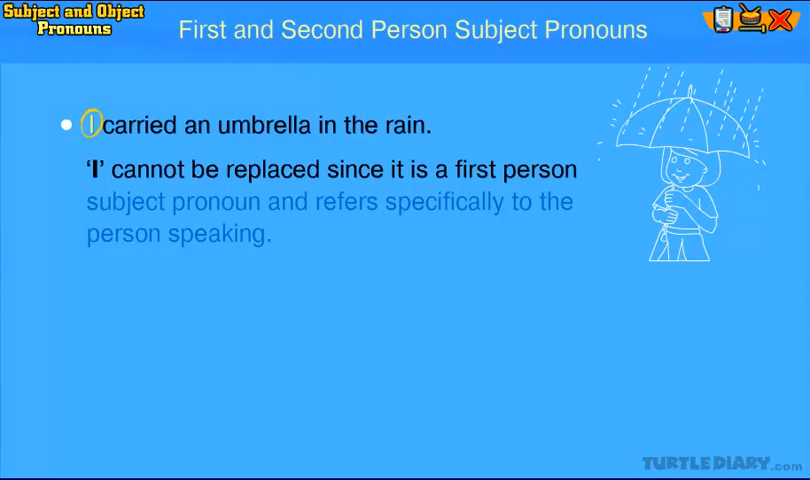 Subject and Object
Pronouns
First and Second Person Subject Pronouns
I carried an umbrella in the rain.
‘I’ cannot be replaced since it is a first person
subject pronoun and refers specifically to the
person speaking.
TURTLEDIARY.com